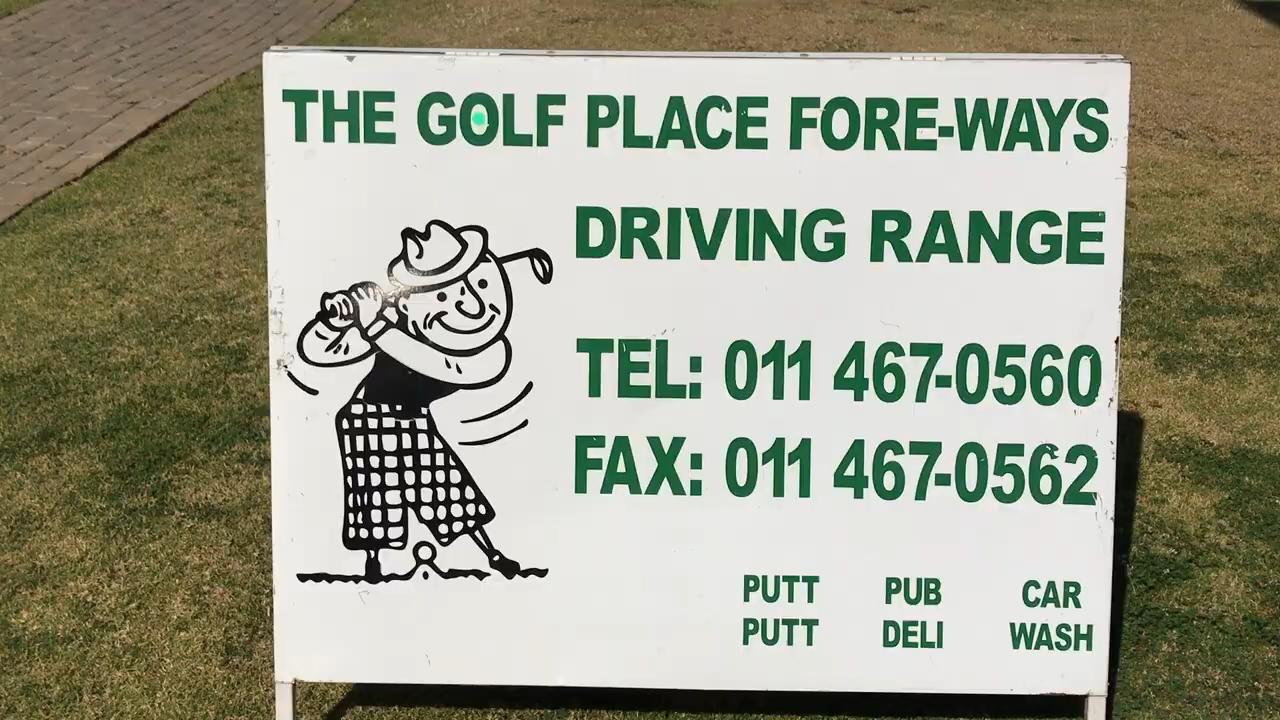 THE GOLF PLACE FORE-WAYS
DRIVING RANGE
TEL: 011 467-0560
FAX: 011 467-0562
PUTT PUB CAR
PUTT DELI WASH